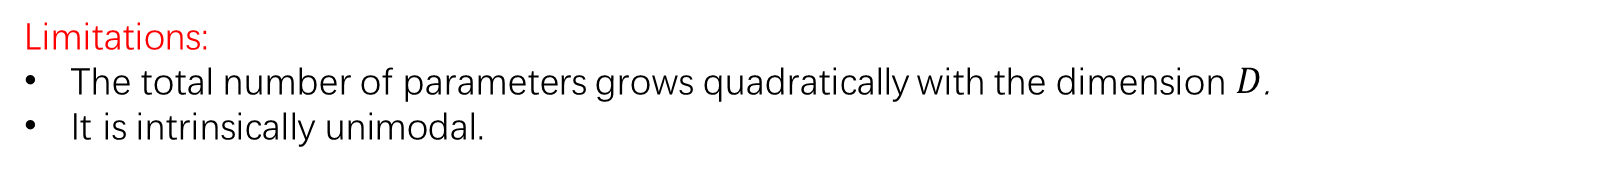 Limitations:
• The total number of parameters grows quadratically with the dimension D.
• It is intrinsically unimodal.